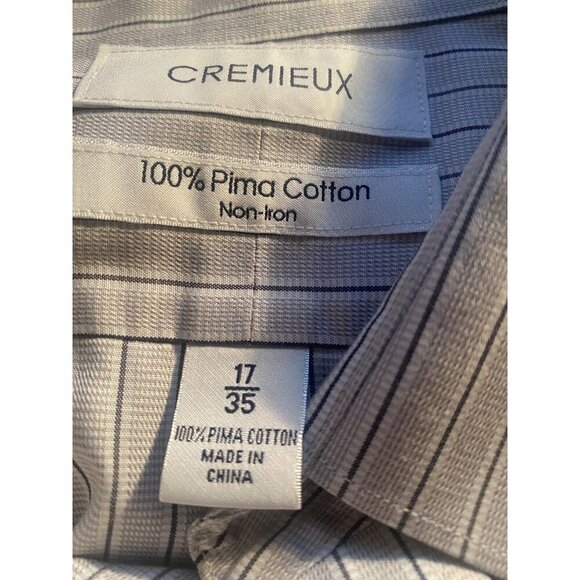 CREMIEUX
100% Pima Cotton
Non-Iron
17
35
100% PIMA COTTON
MADE IN
CHINA